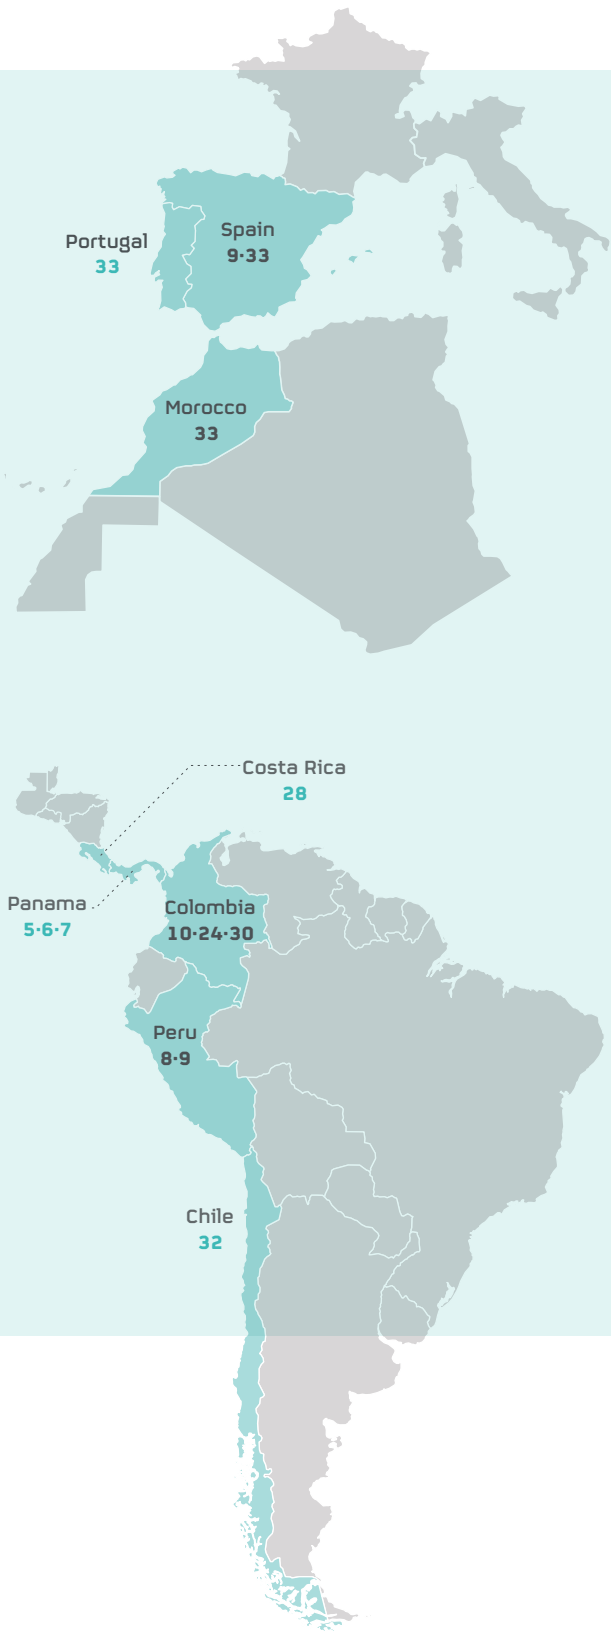 Spain
9·33
Portugal
33
Morocco
33
Costa Rica
28
Panama
5·6·7
Colombia
10·24·30
Peru
8·9
Chile
32